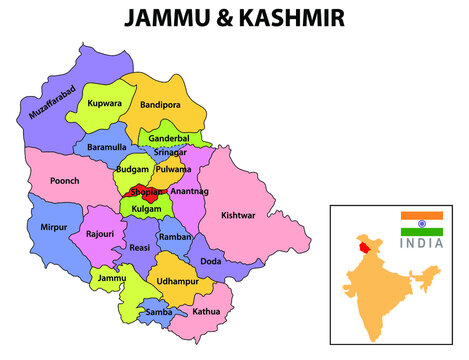 JAMMU & KASHMIR
Muzaffarabad
Kupwara
Bandipora
Ganderbal
Baramulla
Srinagar
Budgam
Pulwama
Poonch
Shopian
Anantnag
Kulgam
Kishtwar
Mirpur
Rajouri
Ramban
Reasi
Doda
Jammu
Udhampur
Samba
Kathua
INDIA